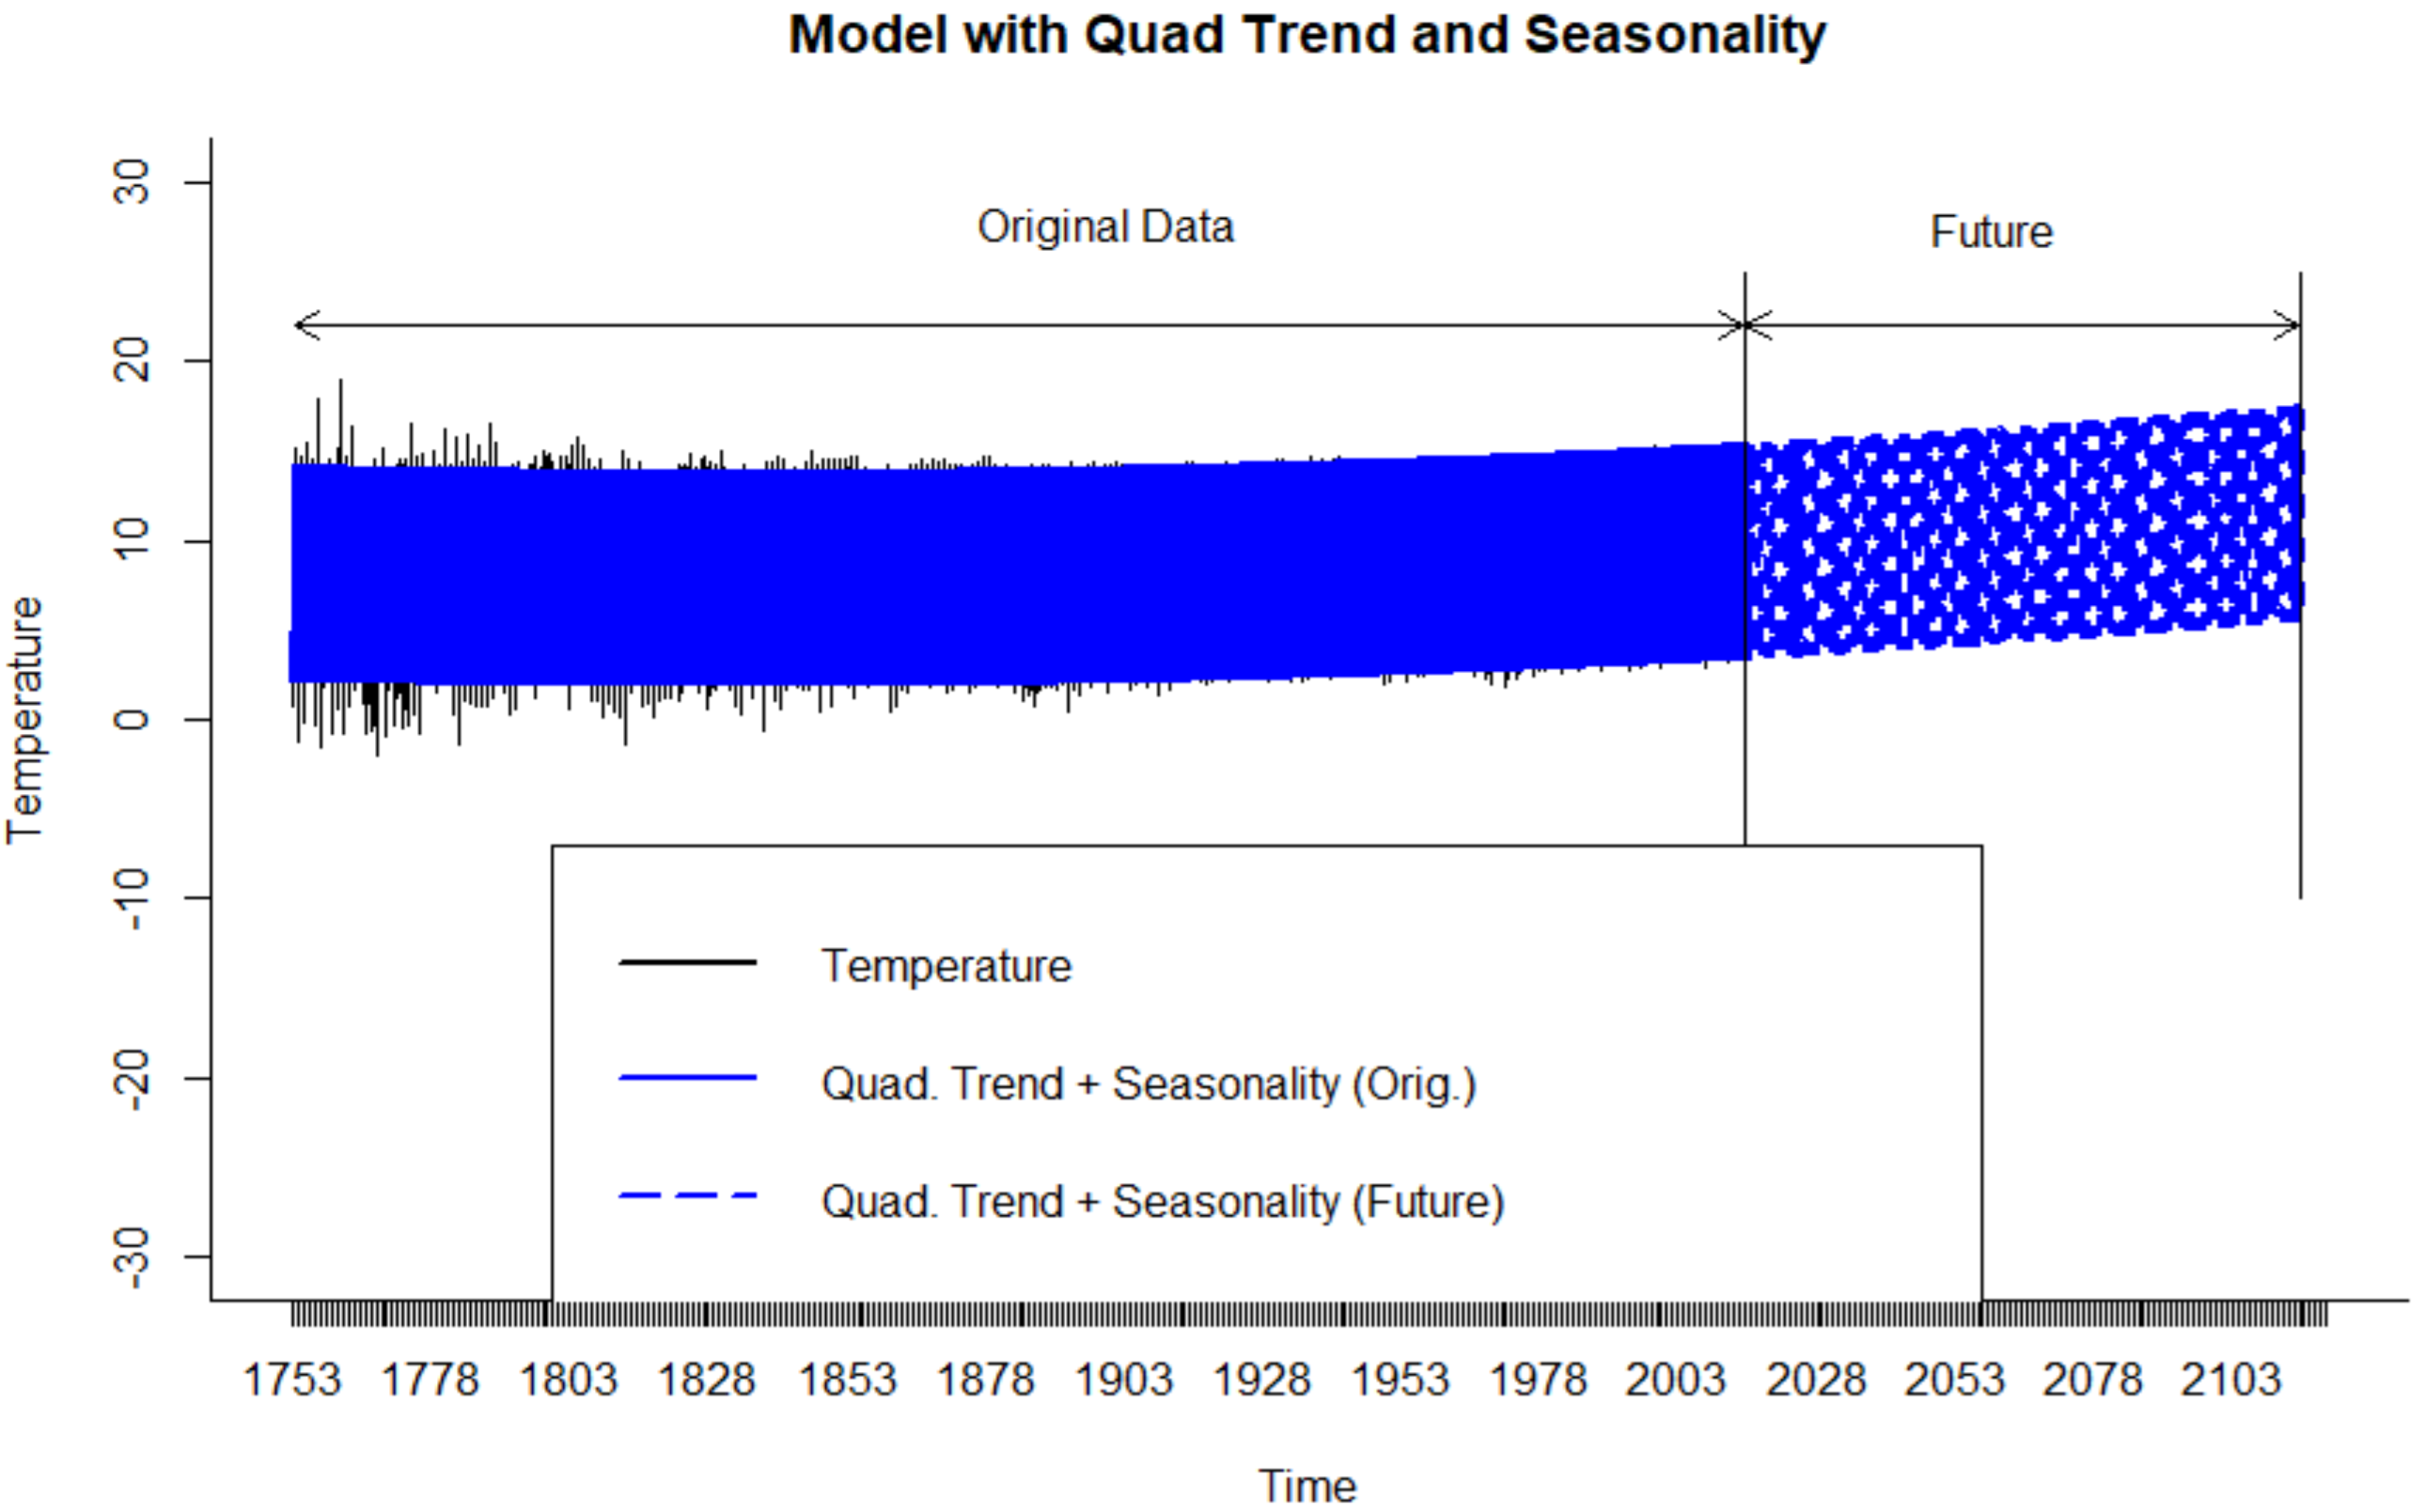 Model with Quad Trend and Seasonality
30
20
10
0
-10
-20
-30
Temperature
Original Data
Future
Temperature
Quad. Trend + Seasonality (Orig.)
Quad. Trend + Seasonality (Future)
1753 1778 1803 1828 1853 1878 1903 1928 1953 1978 2003 2028 2053 2078 2103
Time